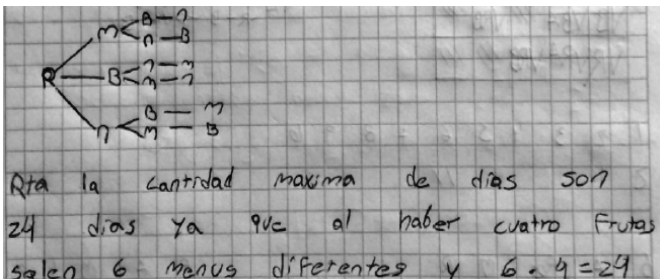 m B — n
n — B
R B n — m
m — n
n B — m
m — B
Rta la cantidad maxima de dias son
24 dias ya que al haber cuatro Frutas
salen 6 menus diferentes y 6 . 4 = 24